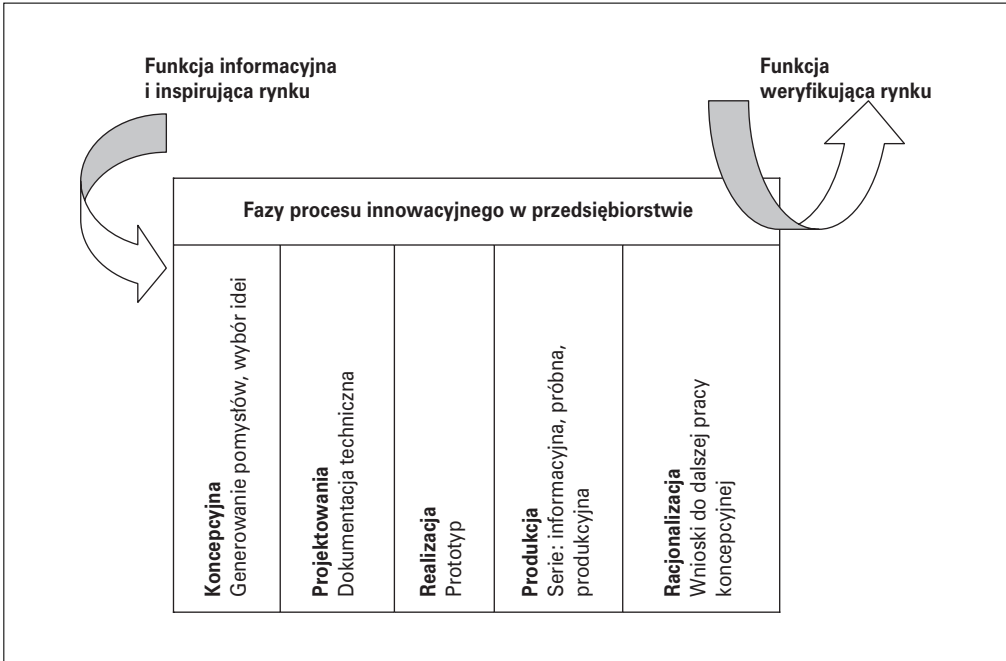 Funkcja informacyjna
i inspirująca rynku
Funkcja
weryfikująca rynku
Fazy procesu innowacyjnego w przedsiębiorstwie
Koncepcyjna
Generowanie pomysłów, wybór idei
Projektowania
Dokumentacja techniczna
Realizacja
Prototyp
Produkcja
Serie: informacyjna, próbna,
produkcyjna
Racjonalizacja
Wnioski do dalszej pracy
koncepcyjnej